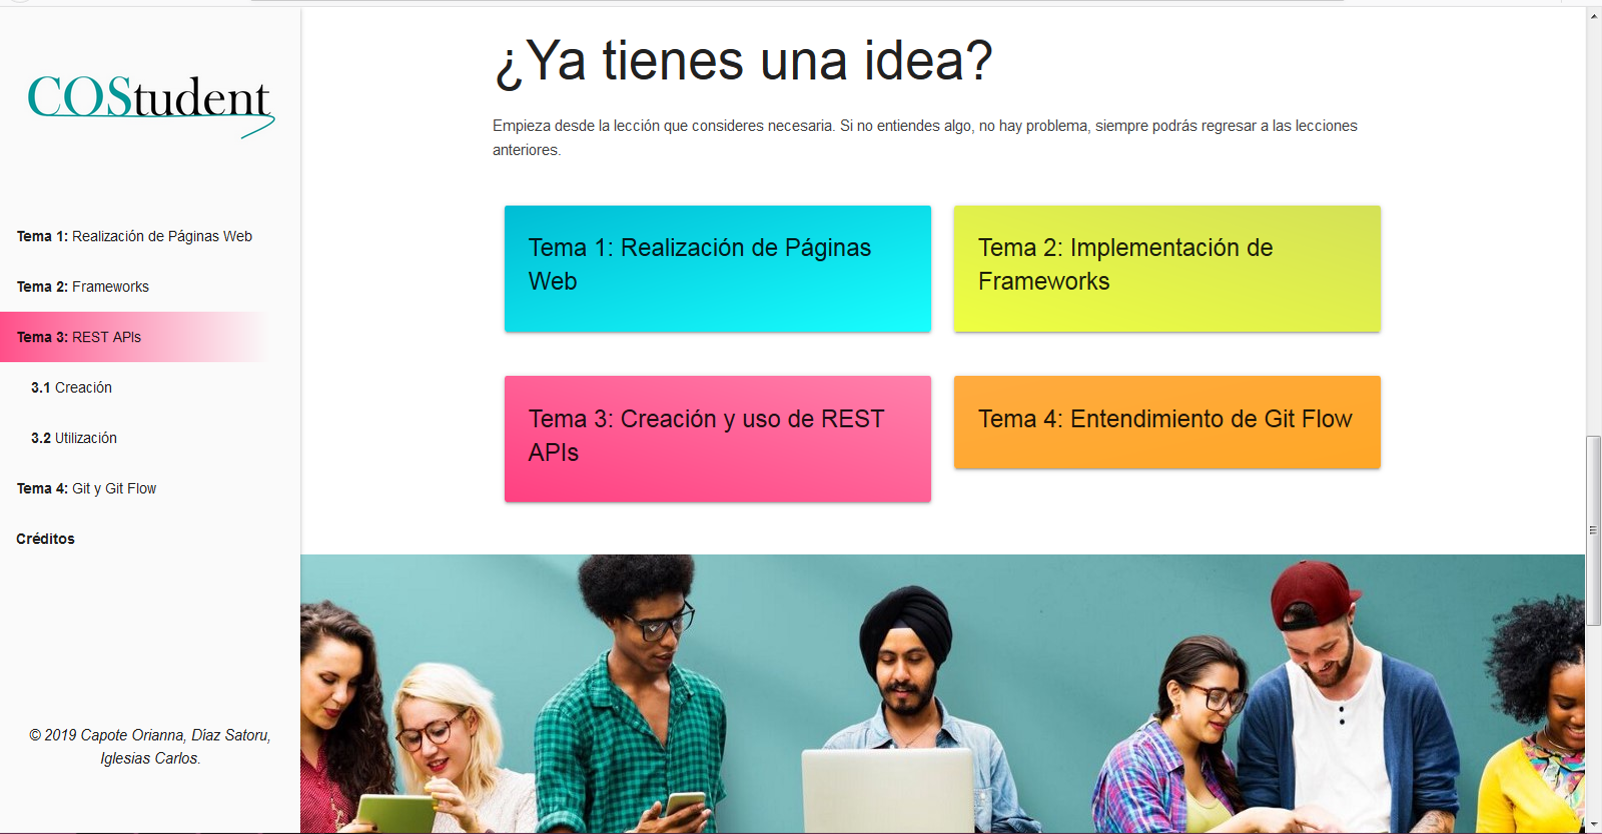 COStudent
Tema 1: Realización de Páginas Web
Tema 2: Frameworks
Tema 3: REST APIs
3.1 Creación
3.2 Utilización
Tema 4: Git y Git Flow
Créditos
© 2019 Capote Orianna, Díaz Satoru,
Iglesias Carlos.
¿Ya tienes una idea?
Empieza desde la lección que consideres necesaria. Si no entiendes algo, no hay problema, siempre podrás regresar a las lecciones
anteriores.
Tema 1: Realización de Páginas
Web
Tema 2: Implementación de
Frameworks
Tema 3: Creación y uso de REST
APIs
Tema 4: Entendimiento de Git Flow